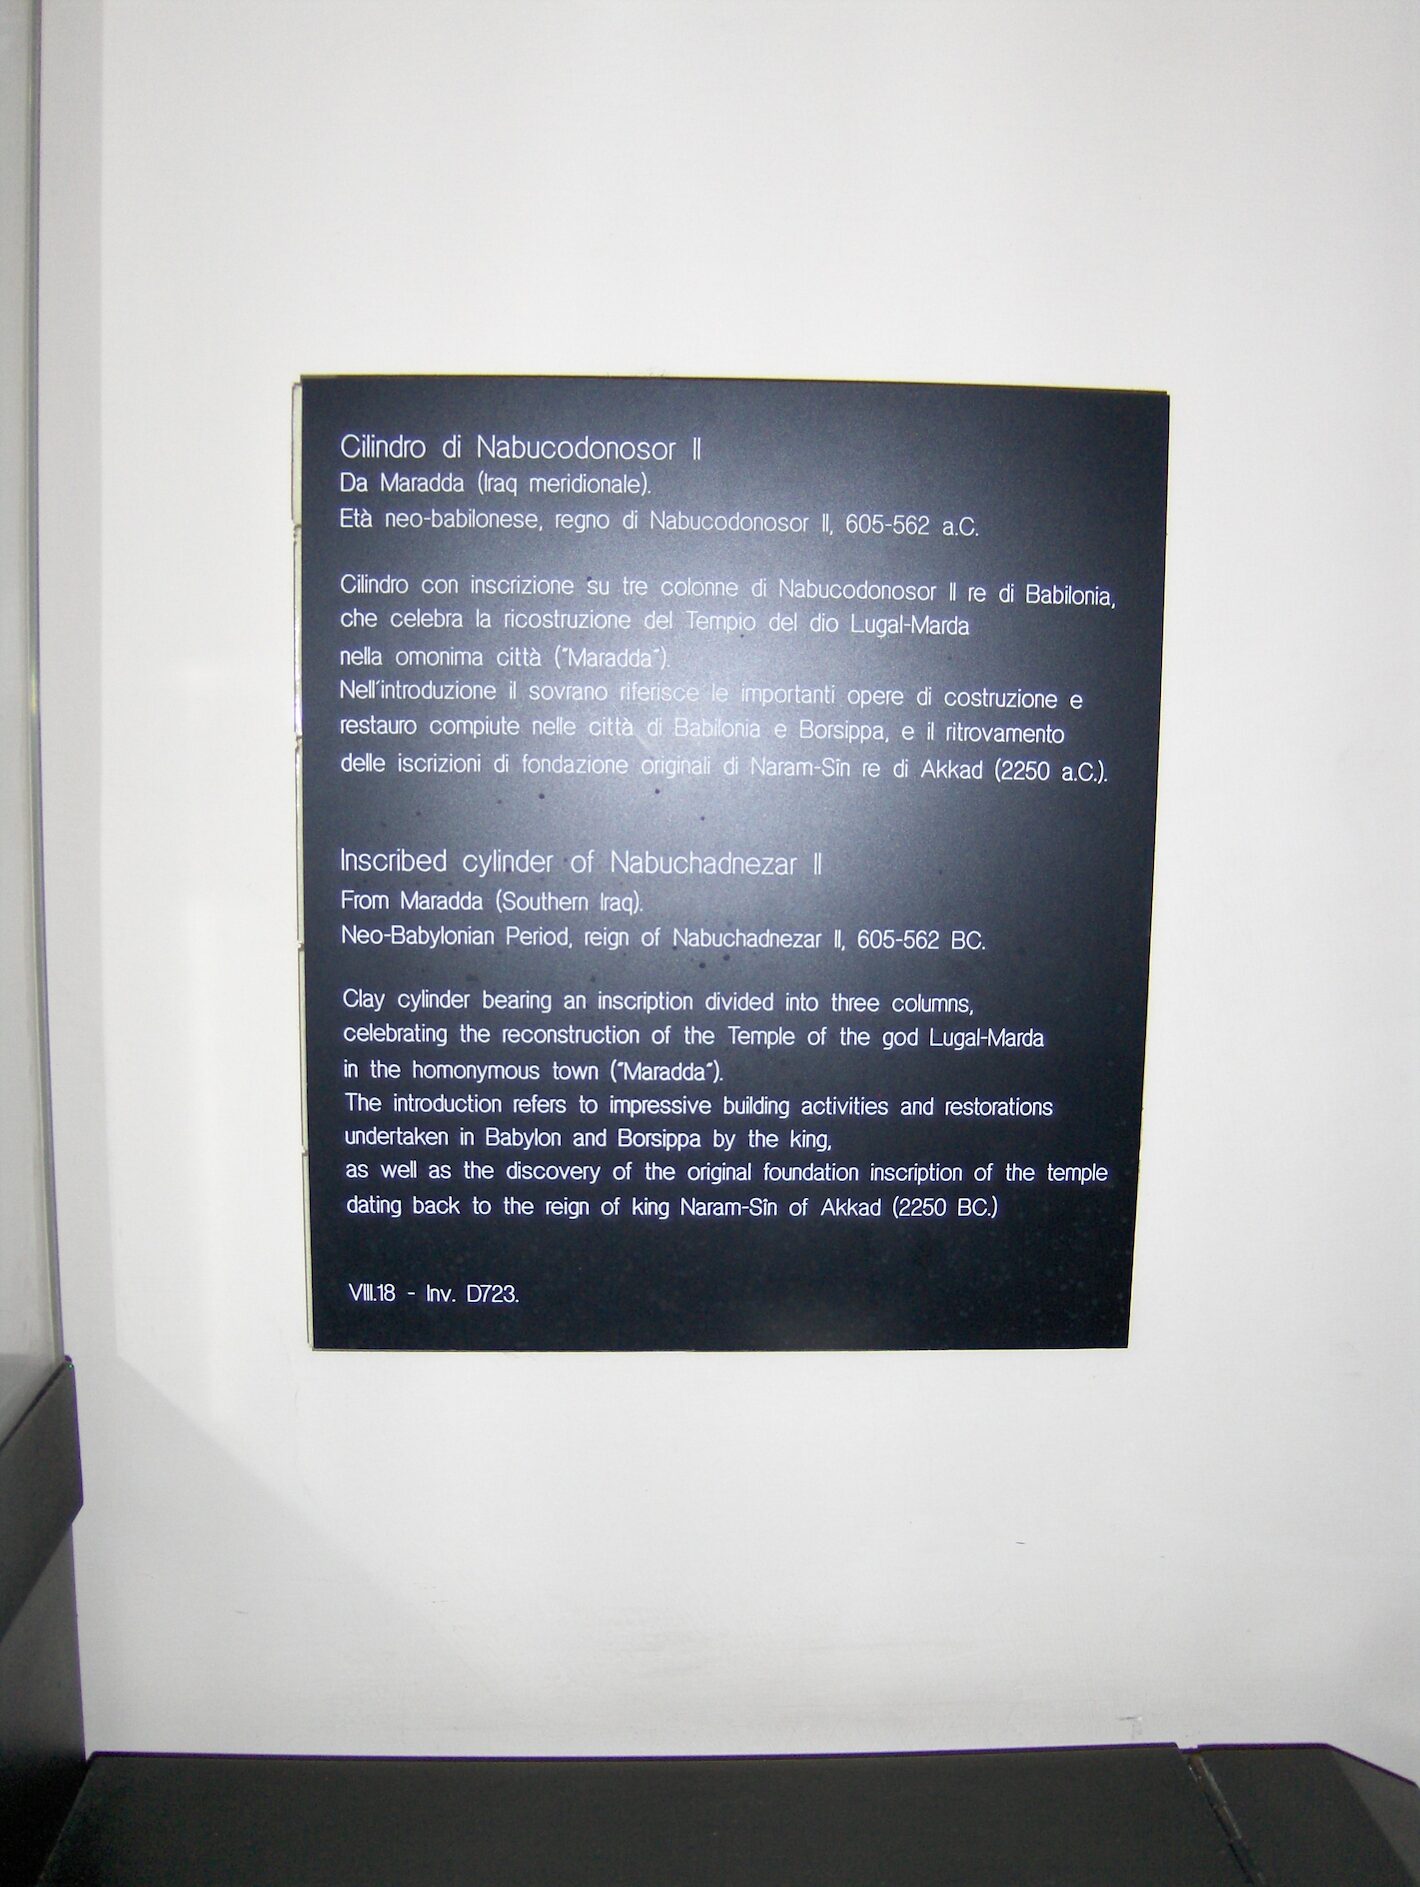 Cilindro di Nabucodonosor II
Da Maradda (Iraq meridionale).
Età neo-babilonese, regno di Nabucodonosor II, 605-562 a.C.
Cilindro con inscrizione su tre colonne di Nabucodonosor II re di Babilonia,
che celebra la ricostruzione del Tempio del dio Lugal-Marda
nella omonima città ("Maradda").
Nell'introduzione il sovrano riferisce le importanti opere di costruzione e
restauro compiute nelle città di Babilonia e Borsippa, e il ritrovamento
delle iscrizioni di fondazione originali di Naram-Sîn re di Akkad (2250 a.C.).
Inscribed cylinder of Nabuchadnezar II
From Maradda (Southern Iraq).
Neo-Babylonian Period, reign of Nabuchadnezar II, 605-562 BC.
Clay cylinder bearing an inscription divided into three columns,
celebrating the reconstruction of the Temple of the god Lugal-Marda
in the homonymous town ("Maradda").
The introduction refers to impressive building activities and restorations
undertaken in Babylon and Borsippa by the king,
as well as the discovery of the original foundation inscription of the temple
dating back to the reign of king Naram-Sîn of Akkad (2250 BC.)
VIII.18 - Inv. D723.